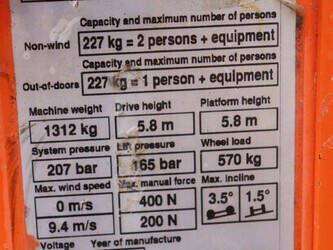 Capacity and maximum number of persons
Non-wind 227 kg = 2 persons + equipment
Capacity and maximum number of persons
Out-of-doors 227 kg = 1 person + equipment
Machine weight Drive height Platform height
1312 kg 5.8 m 5.8 m
System pressure Lift pressure Wheel load
207 bar 165 bar 570 kg
Max. wind speed Max. manual force Max. incline
0 m/s 400 N 3.5° 1.5°
9.4 m/s 200 N
Voltage Year of manufacture